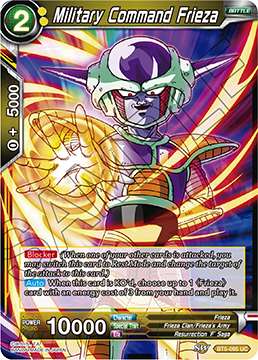 2
Military Command Frieza
BATTLE
0 + 5000
Blocker (When one of your other cards is attacked, you
may switch this card to Rest Mode and change the target of
the attack to this card.)
Auto When this card is KO'd, choose up to 1 《Frieza》
card with an energy cost of 3 from your hand and play it.
BT5-095 UC
POWER
10000
Character
Frieza
Special Trait
Frieza Clan/Frieza's Army
Era
Resurrection 'F' Saga